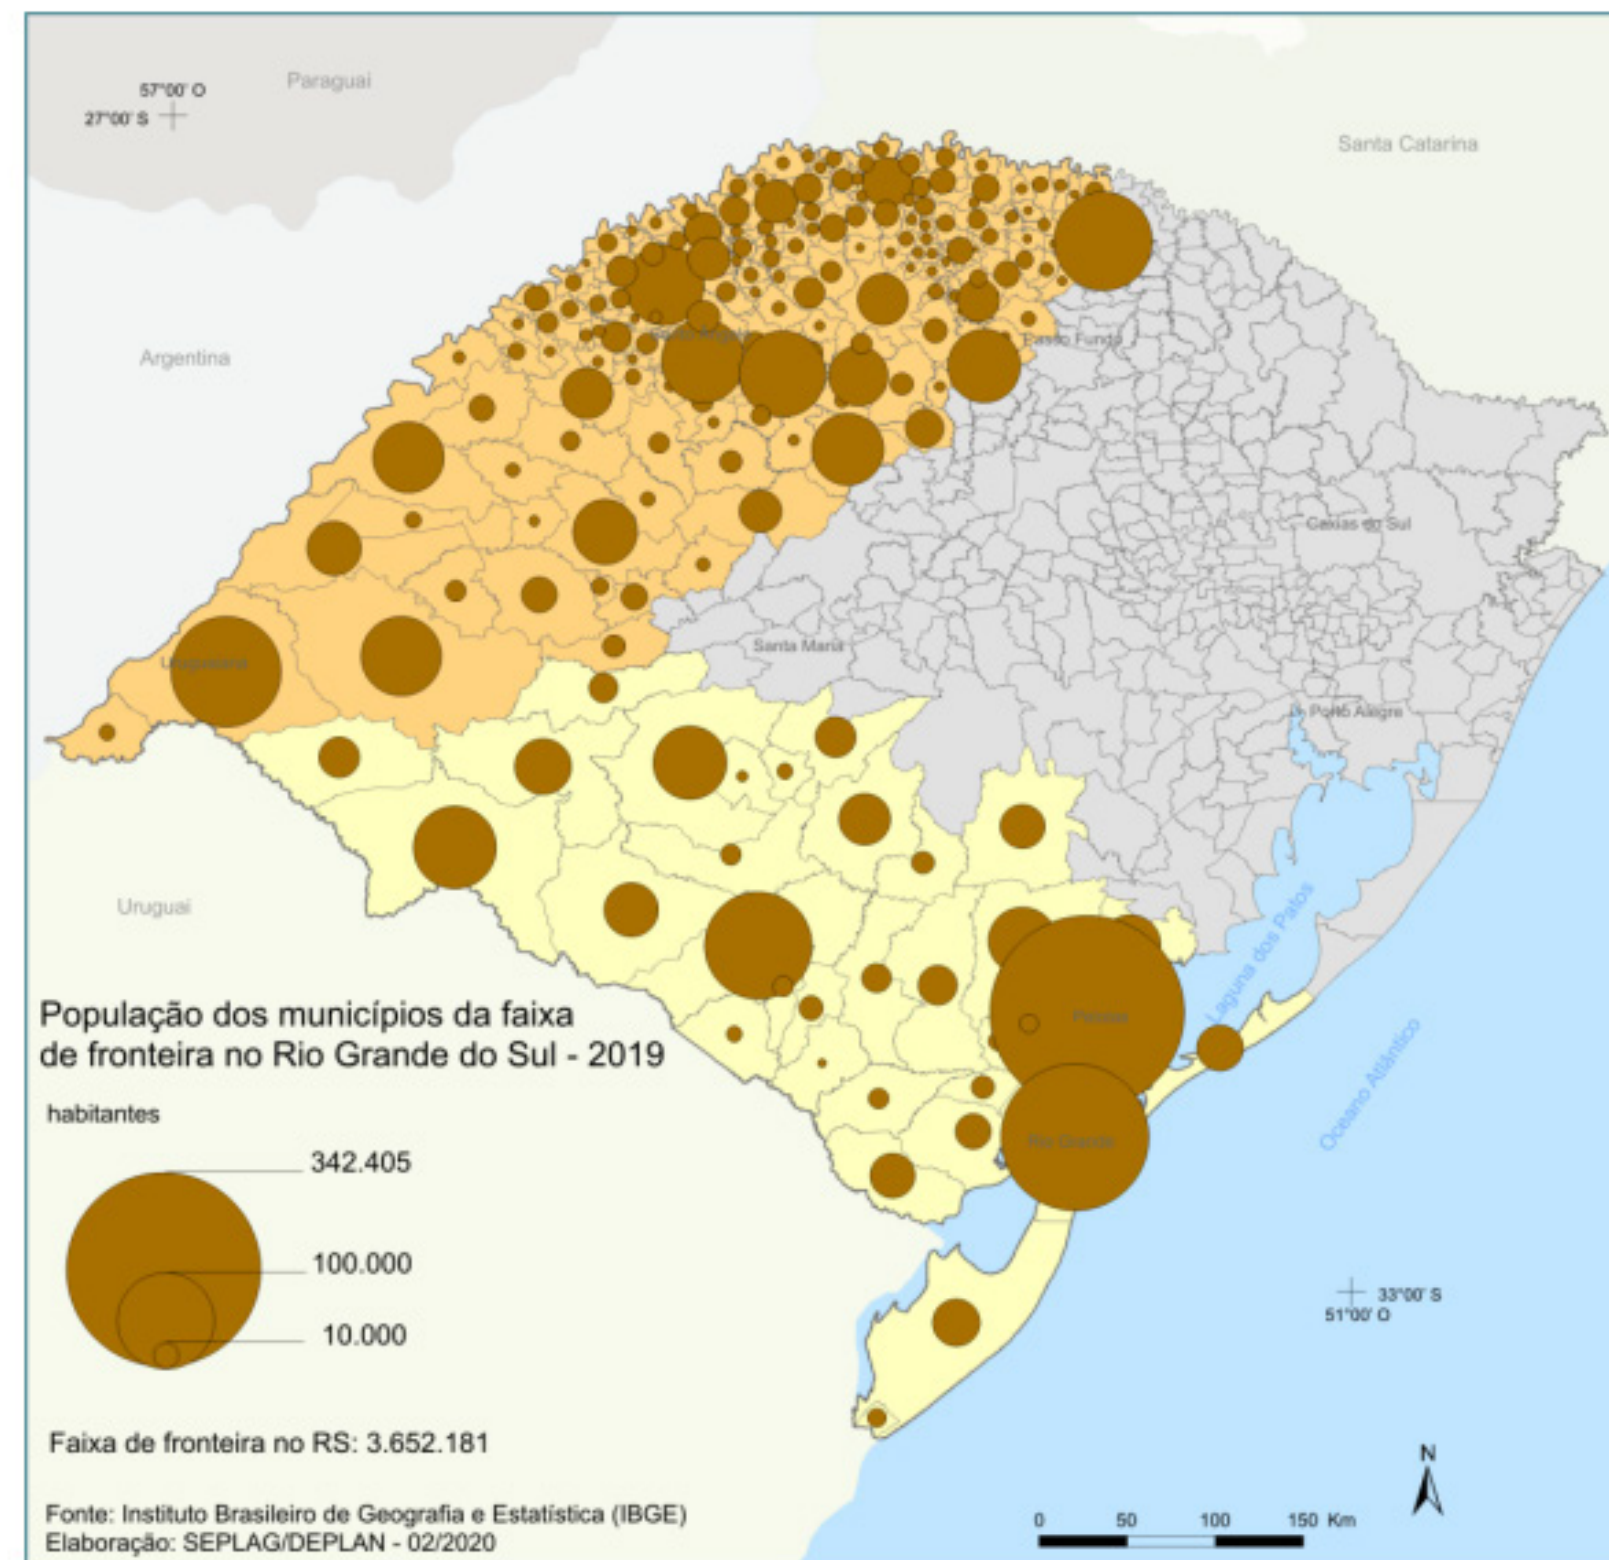 57°00' O
27°00' S
Paraguai
Santa Catarina
Argentina
Passo Fundo
Caxias do Sul
Uruguaiana
Santa Maria
Porto Alegre
Uruguai
Laguna dos Patos
Pelotas
Rio Grande
Oceano Atlântico
População dos municípios da faixa
de fronteira no Rio Grande do Sul - 2019
habitantes
342.405
100.000
10.000
33°00' S
51°00' O
Faixa de fronteira no RS: 3.652.181
N
Fonte: Instituto Brasileiro de Geografia e Estatística (IBGE)
Elaboração: SEPLAG/DEPLAN - 02/2020
0 50 100 150 Km